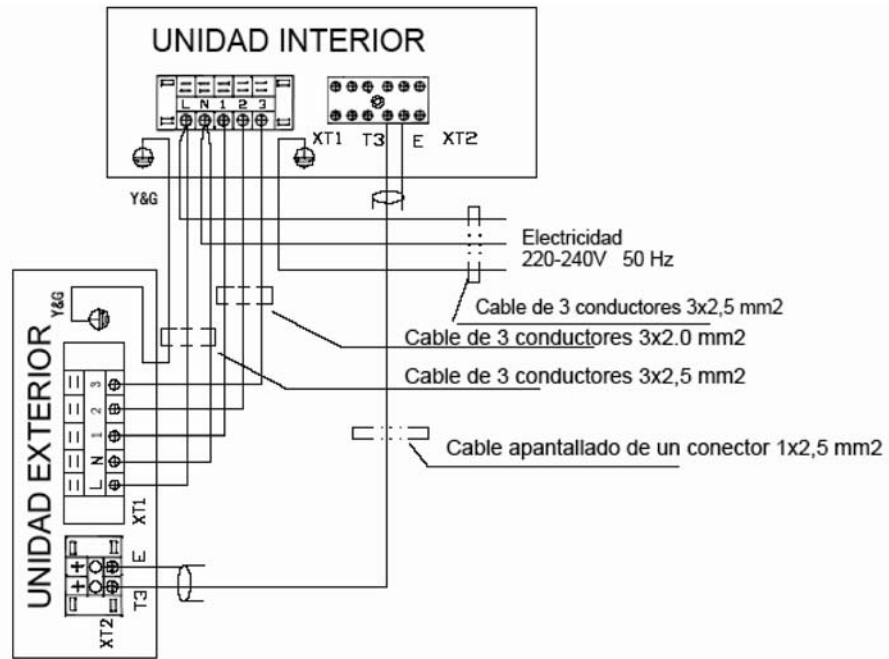 UNIDAD INTERIOR
L N 1 2 3
XT1 T3 E XT2
Y&G
Electricidad
220-240V 50 Hz
Cable de 3 conductores 3x2,5 mm2
Cable de 3 conductores 3x2.0 mm2
Cable de 3 conductores 3x2,5 mm2
Cable apantallado de un conector 1x2,5 mm2
UNIDAD EXTERIOR
Y&G
3
2
1
N
L
XT1
E
T3
XT2